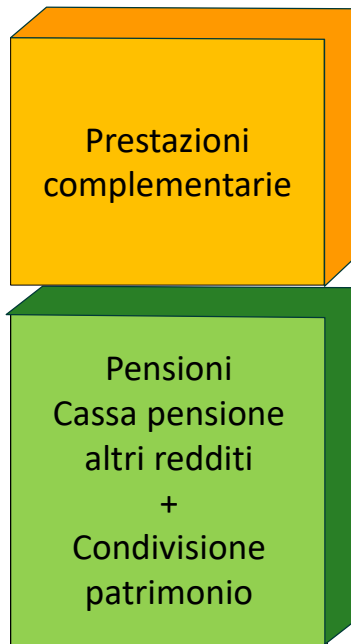 Prestazioni
complementarie
Pensioni
Cassa pensione
altri redditi
+
Condivisione
patrimonio